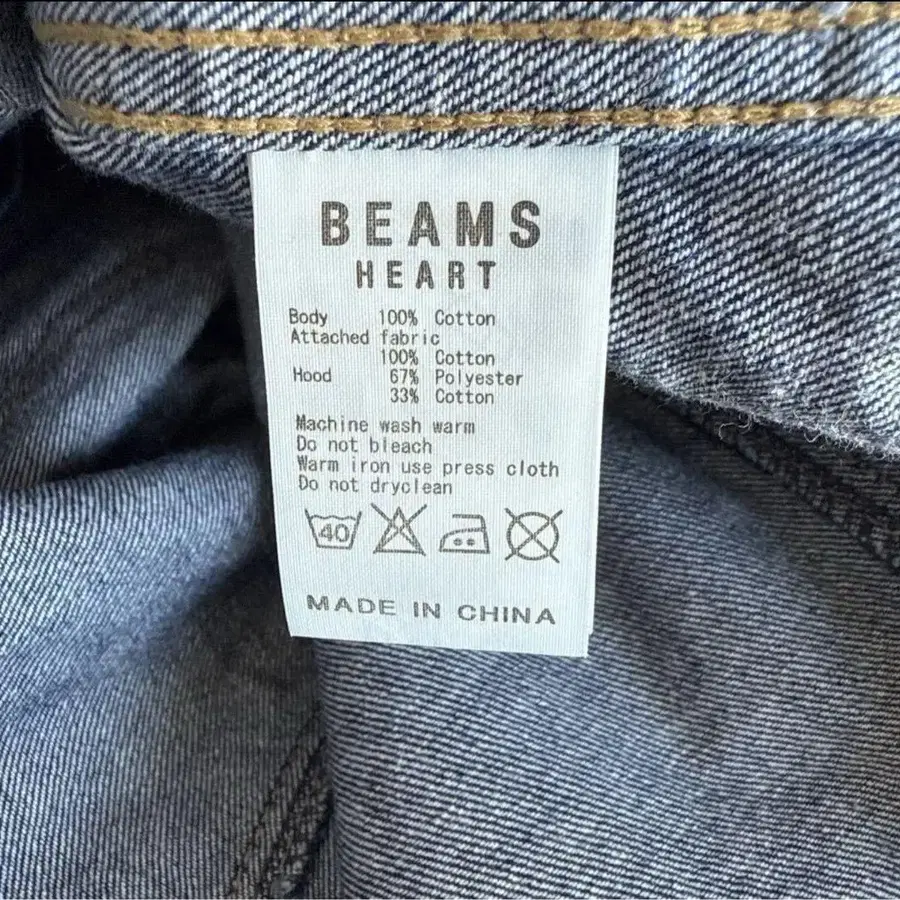 BEAMS
HEART
Body 100% Cotton
Attached fabric
100% Cotton
Hood 67% Polyester
33% Cotton
Machine wash warm
Do not bleach
Warm iron use press cloth
Do not dryclean
40
MADE IN CHINA